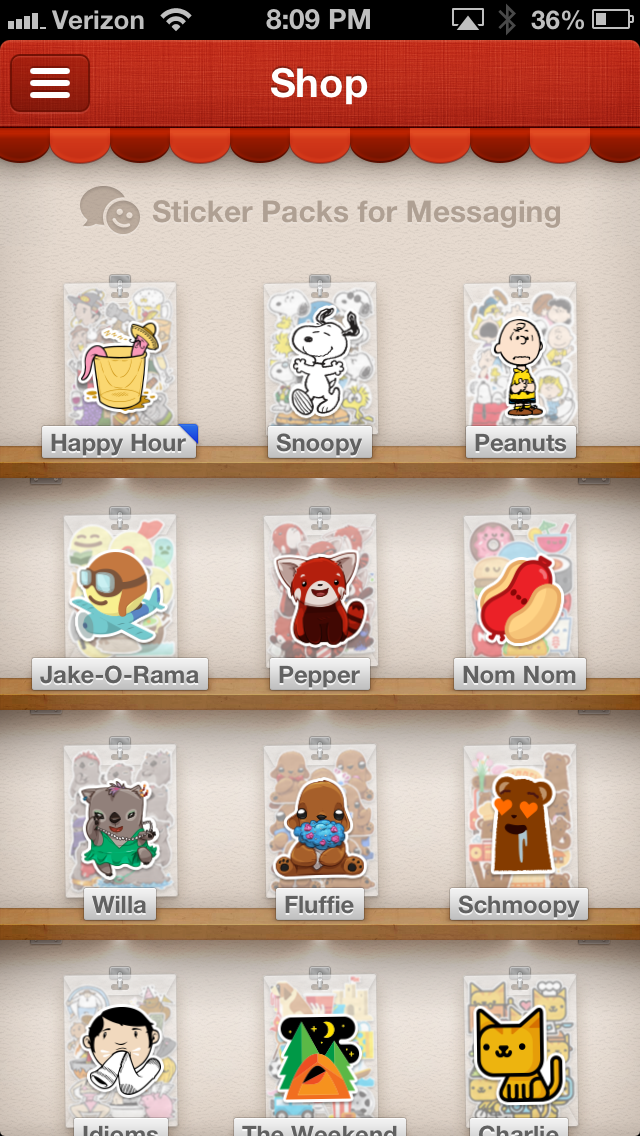 Verizon 8:09 PM 36%
Shop
Sticker Packs for Messaging
Happy Hour Snoopy Peanuts
Jake-O-Rama Pepper Nom Nom
Willa Fluffie Schmoopy
Idioms The Weekend Charlie